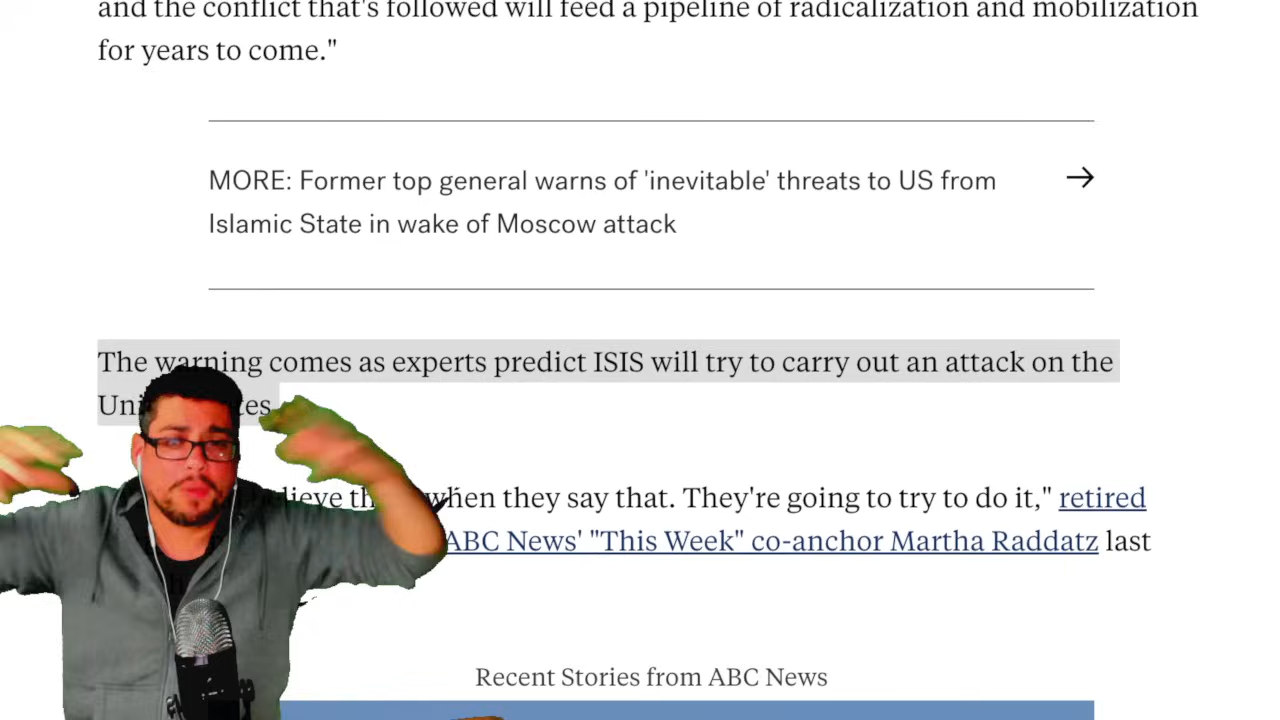 and the conflict that's followed will feed a pipeline of radicalization and mobilization
for years to come."
MORE: Former top general warns of 'inevitable' threats to US from
Islamic State in wake of Moscow attack
The warning comes as experts predict ISIS will try to carry out an attack on the
when they say that. They're going to try to do it," retired
ABC News' "This Week" co-anchor Martha Raddatz last
Recent Stories from ABC News